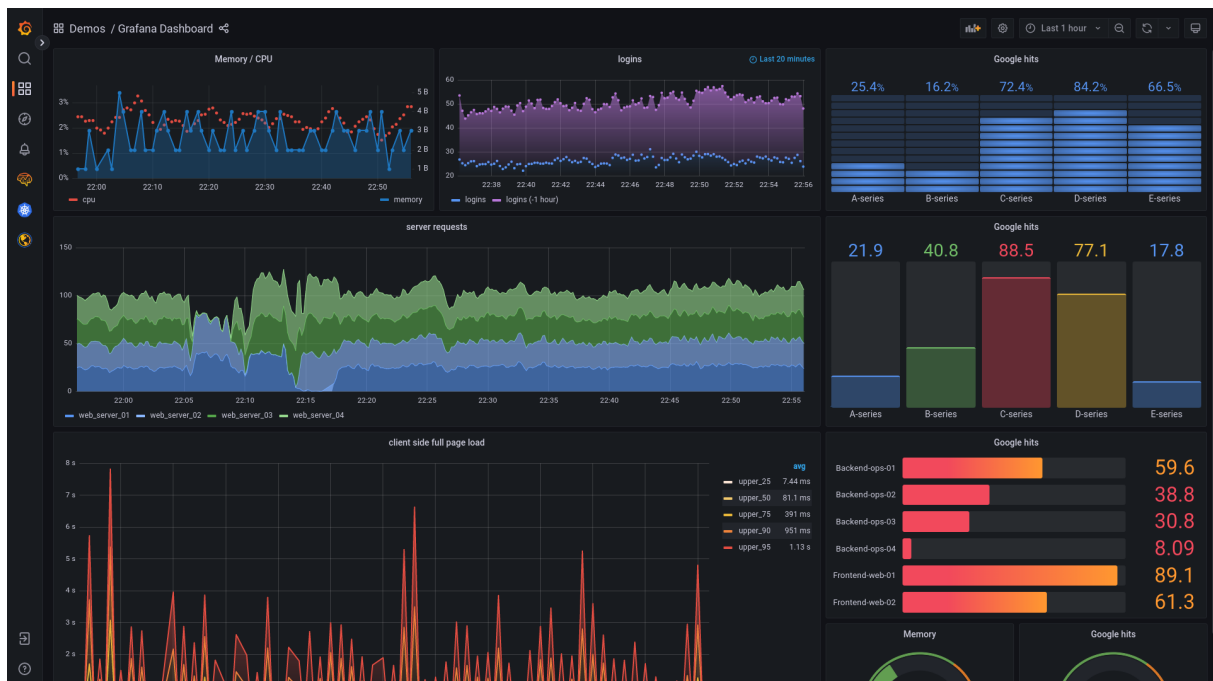 Demos / Grafana Dashboard
Last 1 hour
Memory / CPU
3%
2%
1%
0%
5 B
4 B
3 B
2 B
1 B
22:00 22:10 22:20 22:30 22:40 22:50
cpu memory
logins
Last 20 minutes
60
50
40
30
20
22:38 22:40 22:42 22:44 22:46 22:48 22:50 22:52 22:54 22:56
logins logins (-1 hour)
Google hits
25.4% 16.2% 72.4% 84.2% 66.5%
A-series B-series C-series D-series E-series
server requests
150
100
50
0
22:00 22:05 22:10 22:15 22:20 22:25 22:30 22:35 22:40 22:45 22:50 22:55
web_server_01 web_server_02 web_server_03 web_server_04
Google hits
21.9 40.8 88.5 77.1 17.8
A-series B-series C-series D-series E-series
client side full page load
8 s
7 s
6 s
5 s
4 s
3 s
2 s
avg
upper_25 7.44 ms
upper_50 81.1 ms
upper_75 391 ms
upper_90 951 ms
upper_95 1.13 s
Google hits
Backend-ops-01 59.6
Backend-ops-02 38.8
Backend-ops-03 30.8
Backend-ops-04 8.09
Frontend-web-01 89.1
Frontend-web-02 61.3
Memory
Google hits